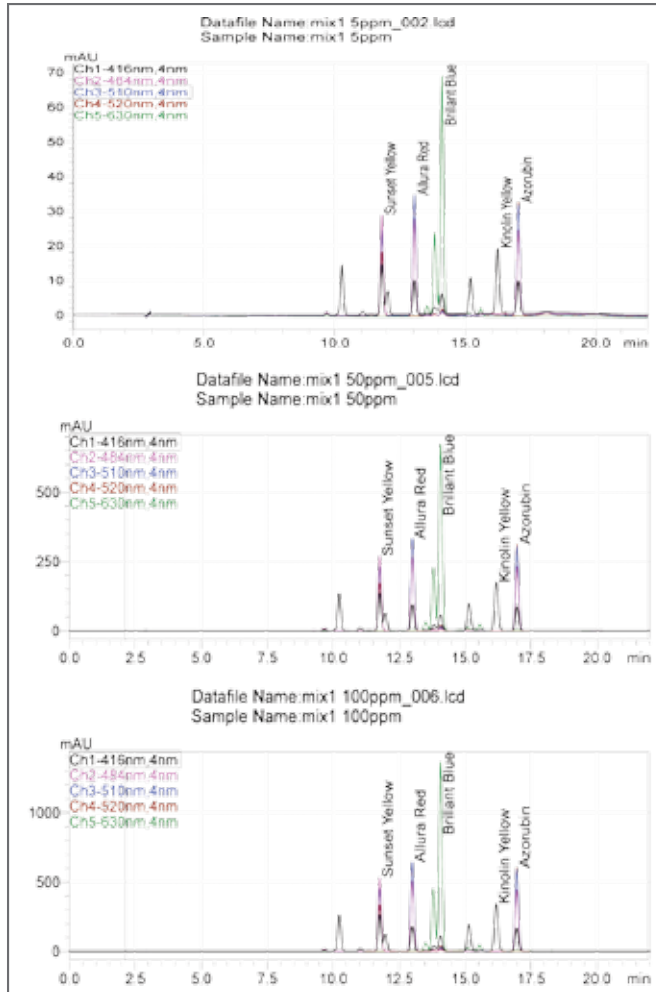 Datafile Name:mix1 5ppm_002.lcd
Sample Name:mix1 5ppm
mAU
Ch1-416nm,4nm
Ch2-484nm,4nm
Ch3-510nm,4nm
Ch4-520nm,4nm
Ch5-630nm,4nm
70
60
50
40
30
20
10
0
Sunset Yellow
Allura Red
Brillant Blue
Kinolin Yellow
Azorubin
0.0 5.0 10.0 15.0 20.0 min
Datafile Name:mix1 50ppm_005.lcd
Sample Name:mix1 50ppm
mAU
Ch1-416nm,4nm
Ch2-484nm,4nm
Ch3-510nm,4nm
Ch4-520nm,4nm
Ch5-630nm,4nm
500
250
0
Sunset Yellow
Allura Red
Brillant Blue
Kinolin Yellow
Azorubin
0.0 2.5 5.0 7.5 10.0 12.5 15.0 17.5 20.0 min
Datafile Name:mix1 100ppm_006.lcd
Sample Name:mix1 100ppm
mAU
Ch1-416nm,4nm
Ch2-484nm,4nm
Ch3-510nm,4nm
Ch4-520nm,4nm
Ch5-630nm,4nm
1000
500
0
Sunset Yellow
Allura Red
Brillant Blue
Kinolin Yellow
Azorubin
0.0 2.5 5.0 7.5 10.0 12.5 15.0 17.5 20.0 min